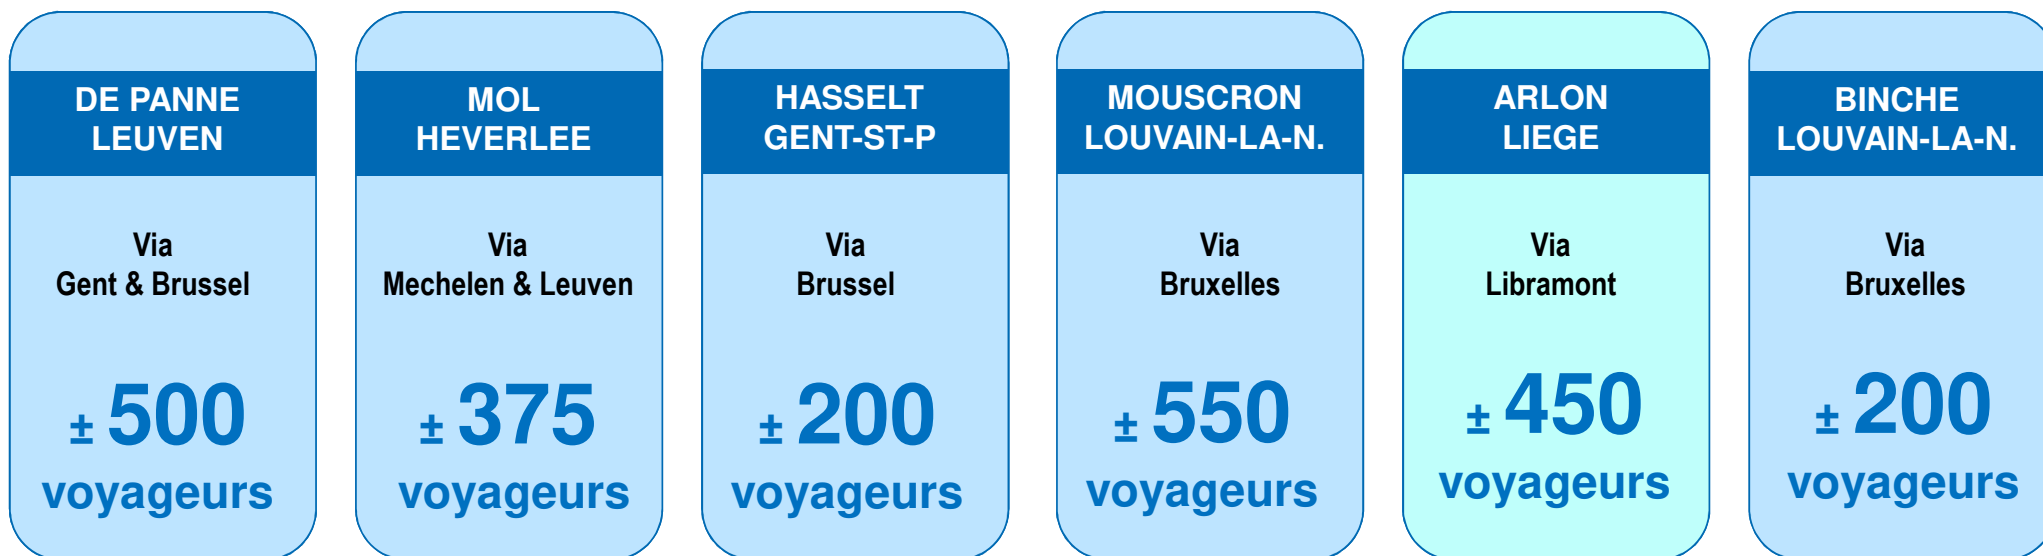 DE PANNE
LEUVEN
Via
Gent & Brussel
± 500
voyageurs
MOL
HEVERLEE
Via
Mechelen & Leuven
± 375
voyageurs
HASSELT
GENT-ST-P
Via
Brussel
± 200
voyageurs
MOUSCRON
LOUVAIN-LA-N.
Via
Bruxelles
± 550
voyageurs
ARLON
LIEGE
Via
Libramont
± 450
voyageurs
BINCHE
LOUVAIN-LA-N.
Via
Bruxelles
± 200
voyageurs